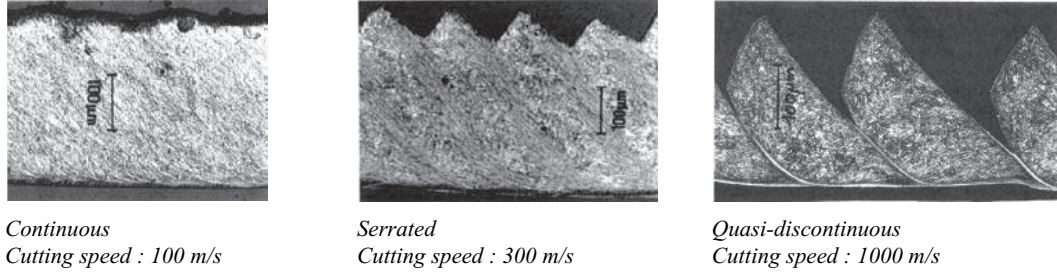 100µm
100µm
100µm
Continuous
Cutting speed : 100 m/s
Serrated
Cutting speed : 300 m/s
Quasi-discontinuous
Cutting speed : 1000 m/s